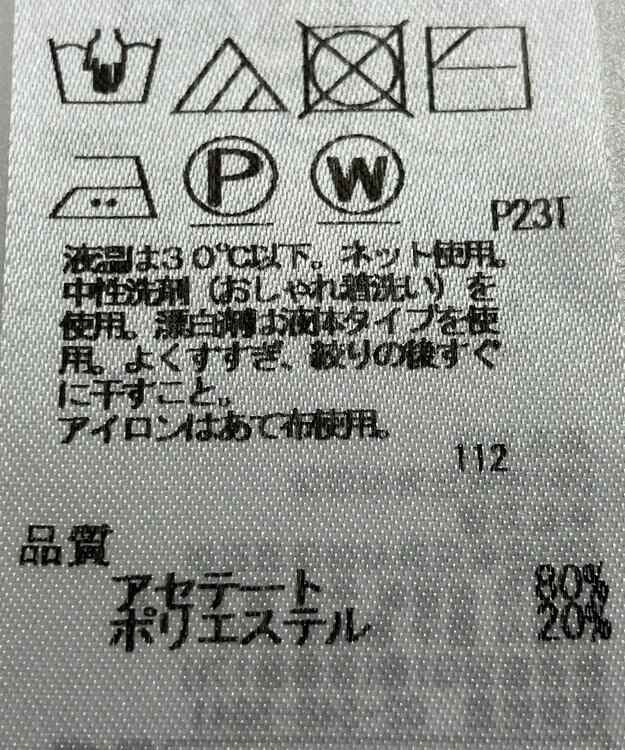 P W
P23T
液温は30℃以下。ネット使用。
中性洗剤（おしゃれ着洗い）を
使用。漂白剤は液体タイプを使
用。よくすすぎ、絞りの後すぐ
に干すこと。
アイロンはあて布使用。
112
品質
アセテート 80%
ポリエステル 20%